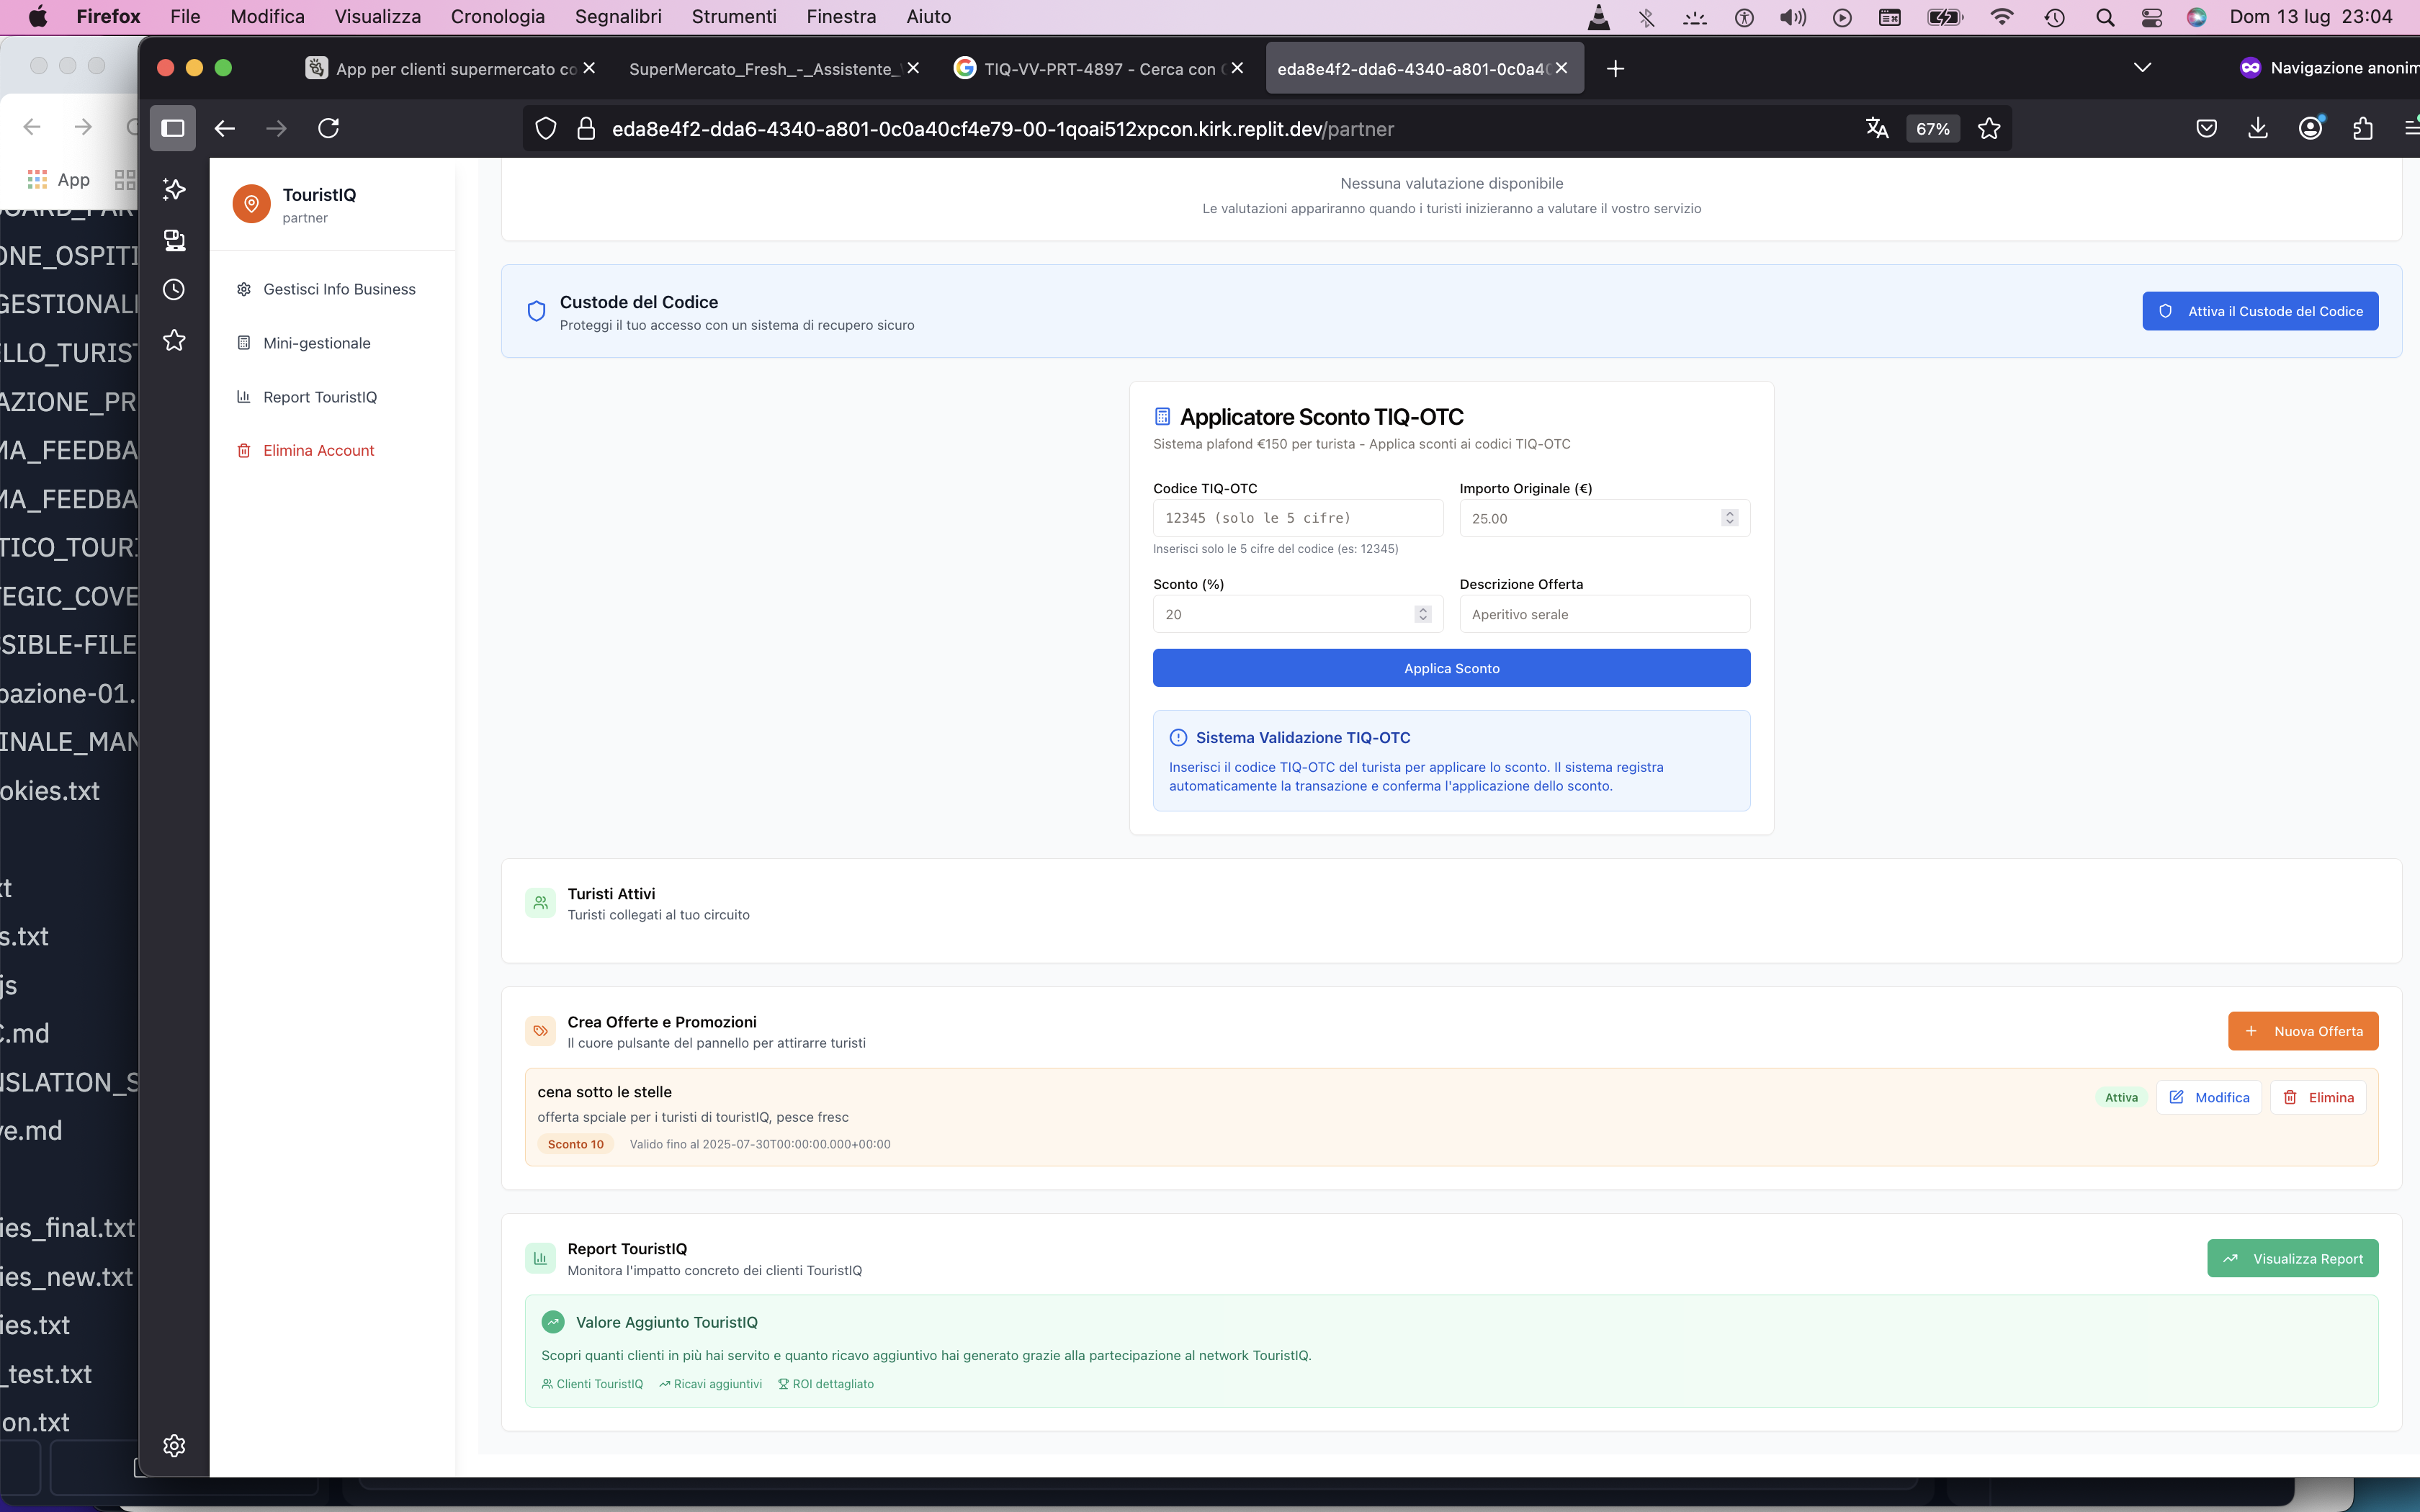 Firefox File Modifica Visualizza Cronologia Segnalibri Strumenti Finestra Aiuto Dom 13 lug 23:04
App per clienti supermercato co
SuperMercato_Fresh_-_Assistente_
TIQ-VV-PRT-4897 - Cerca con
eda8e4f2-dda6-4340-a801-0c0a40
Navigazione anonim
eda8e4f2-dda6-4340-a801-0c0a40cf4e79-00-1qoai512xpcon.kirk.replit.dev/partner
67%
App
ONE_OSPITI
GESTIONAL
ELLO_TURIST
AZIONE_PR
MA_FEEDBA
MA_FEEDBA
TICO_TOURI
EGIC_COVE
SIBLE-FILE
pazione-01.
INALE_MAN
okies.txt
xt
s.txt
js
C.md
NSLATION_S
ve.md
ies_final.txt
ies_new.txt
ies.txt
_test.txt
on.txt
TouristIQ
partner
Gestisci Info Business
Mini-gestionale
Report TouristIQ
Elimina Account
Nessuna valutazione disponibile
Le valutazioni appariranno quando i turisti inizieranno a valutare il vostro servizio
Custode del Codice
Proteggi il tuo accesso con un sistema di recupero sicuro
Attiva il Custode del Codice
Applicatore Sconto TIQ-OTC
Sistema plafond €150 per turista - Applica sconti ai codici TIQ-OTC
Codice TIQ-OTC
12345 (solo le 5 cifre)
Inserisci solo le 5 cifre del codice (es: 12345)
Importo Originale (€)
25.00
Sconto (%)
20
Descrizione Offerta
Aperitivo serale
Applica Sconto
Sistema Validazione TIQ-OTC
Inserisci il codice TIQ-OTC del turista per applicare lo sconto. Il sistema registra
automaticamente la transazione e conferma l'applicazione dello sconto.
Turisti Attivi
Turisti collegati al tuo circuito
Crea Offerte e Promozioni
Il cuore pulsante del pannello per attirarre turisti
Nuova Offerta
cena sotto le stelle
offerta spciale per i turisti di touristIQ, pesce fresc
Sconto 10 Valido fino al 2025-07-30T00:00:00.000+00:00
Attiva
Modifica
Elimina
Report TouristIQ
Monitora l'impatto concreto dei clienti TouristIQ
Visualizza Report
Valore Aggiunto TouristIQ
Scopri quanti clienti in più hai servito e quanto ricavo aggiuntivo hai generato grazie alla partecipazione al network TouristIQ.
Clienti TouristIQ Ricavi aggiuntivi ROI dettagliato